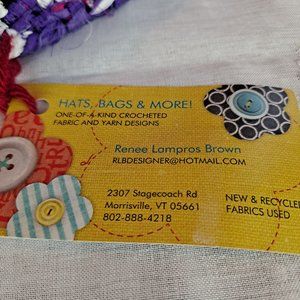 HATS, BAGS & MORE!
ONE-OF-A-KIND CROCHETED
FABRIC AND YARN DESIGNS
Renee Lampros Brown
RLBDESIGNER@HOTMAIL.COM
2307 Stagecoach Rd
Morrisville, VT 05661
802-888-4218
NEW & RECYCLED
FABRICS USED